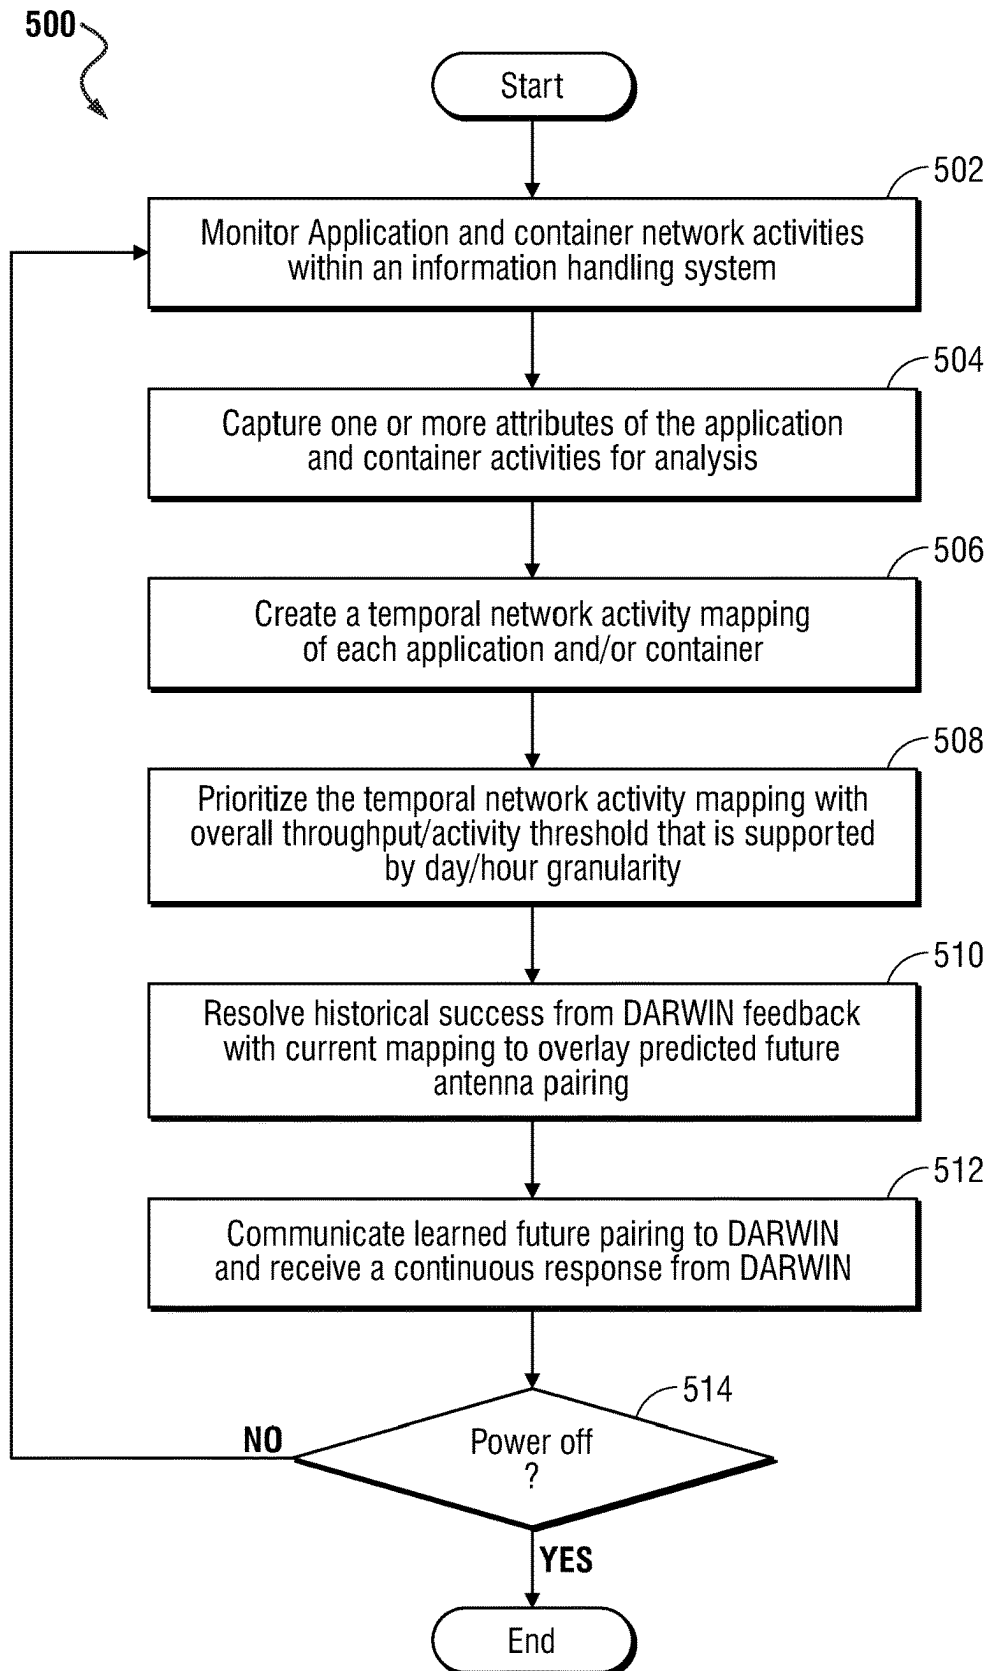 500
Start
502
Monitor Application and container network activities
within an information handling system
504
Capture one or more attributes of the application
and container activities for analysis
506
Create a temporal network activity mapping
of each application and/or container
508
Prioritize the temporal network activity mapping with
overall throughput/activity threshold that is supported
by day/hour granularity
510
Resolve historical success from DARWIN feedback
with current mapping to overlay predicted future
antenna pairing
512
Communicate learned future pairing to DARWIN
and receive a continuous response from DARWIN
514
Power off
?
NO
YES
End